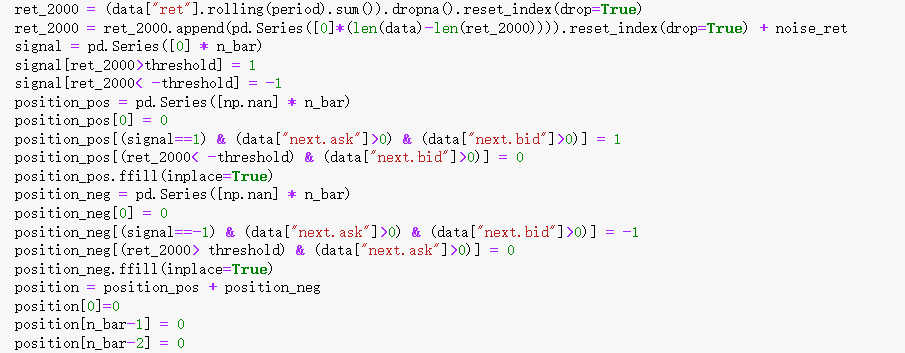 ret_2000 = (data["ret"].rolling(period).sum()).dropna().reset_index(drop=True)
ret_2000 = ret_2000.append(pd.Series([0]*(len(data)-len(ret_2000)))).reset_index(drop=True) + noise_ret
signal = pd.Series([0] * n_bar)
signal[ret_2000>threshold] = 1
signal[ret_2000< -threshold] = -1
position_pos = pd.Series([np.nan] * n_bar)
position_pos[0] = 0
position_pos[(signal==1) & (data["next.ask"]>0) & (data["next.bid"]>0)] = 1
position_pos[(ret_2000< -threshold) & (data["next.bid"]>0)] = 0
position_pos.ffill(inplace=True)
position_neg = pd.Series([np.nan] * n_bar)
position_neg[0] = 0
position_neg[(signal==-1) & (data["next.ask"]>0) & (data["next.bid"]>0)] = -1
position_neg[(ret_2000> threshold) & (data["next.ask"]>0)] = 0
position_neg.ffill(inplace=True)
position = position_pos + position_neg
position[0]=0
position[n_bar-1] = 0
position[n_bar-2] = 0